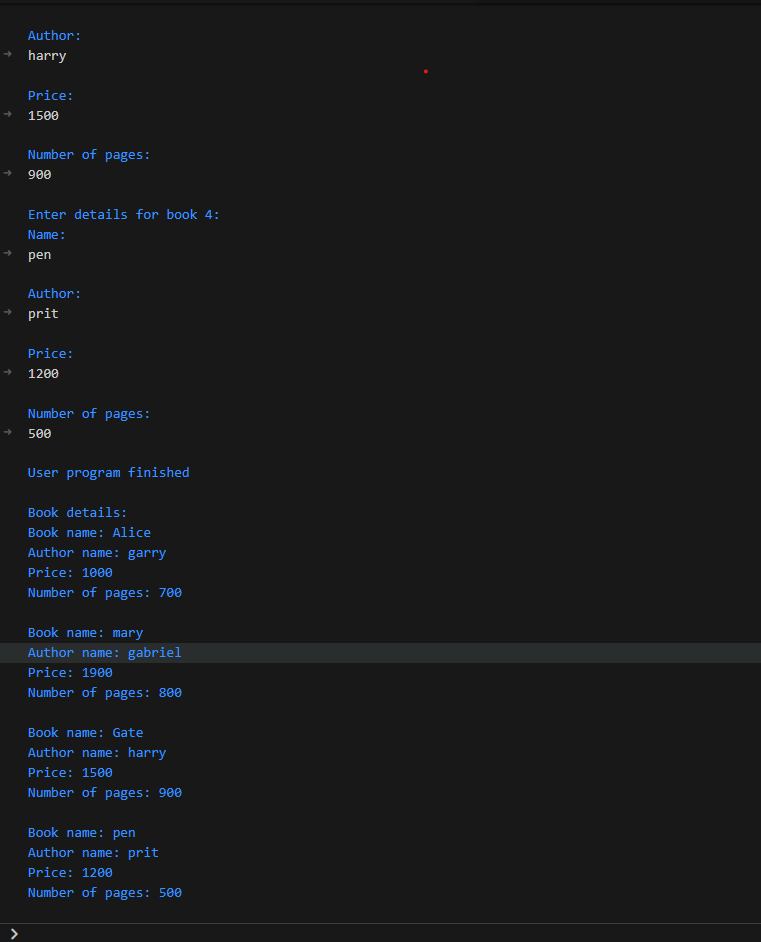 Author:
harry
Price:
1500
Number of pages:
900
Enter details for book 4:
Name:
pen
Author:
prit
Price:
1200
Number of pages:
500
User program finished
Book details:
Book name: Alice
Author name: garry
Price: 1000
Number of pages: 700
Book name: mary
Author name: gabriel
Price: 1900
Number of pages: 800
Book name: Gate
Author name: harry
Price: 1500
Number of pages: 900
Book name: pen
Author name: prit
Price: 1200
Number of pages: 500